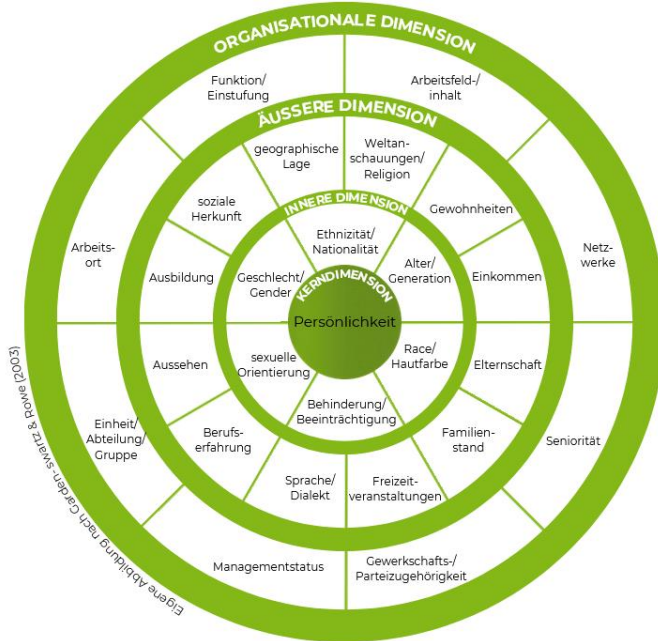 ORGANISATIONALE DIMENSION
Funktion/
Einstufung
Arbeitsfeld-/
inhalt
Netz-
werke
Seniorität
Gewerkschafts-/
Parteizugehörigkeit
Managementstatus
Einheit/
Abteilung/
Gruppe
Arbeits-
ort
ÄUSSERE DIMENSION
geographische
Lage
Weltan-
schauungen/
Religion
Gewohnheiten
Einkommen
Elternschaft
Familien-
stand
Freizeit-
veranstaltungen
Sprache/
Dialekt
Berufs-
erfahrung
Aussehen
Ausbildung
soziale
Herkunft
INNERE DIMENSION
Ethnizität/
Nationalität
Alter/
Generation
Race/
Hautfarbe
Behinderung/
Beeinträchtigung
sexuelle
Orientierung
Geschlecht/
Gender
KERNDIMENSION
Persönlichkeit
Eigene Abbildung nach Garden-swartz & Rowe (2003)